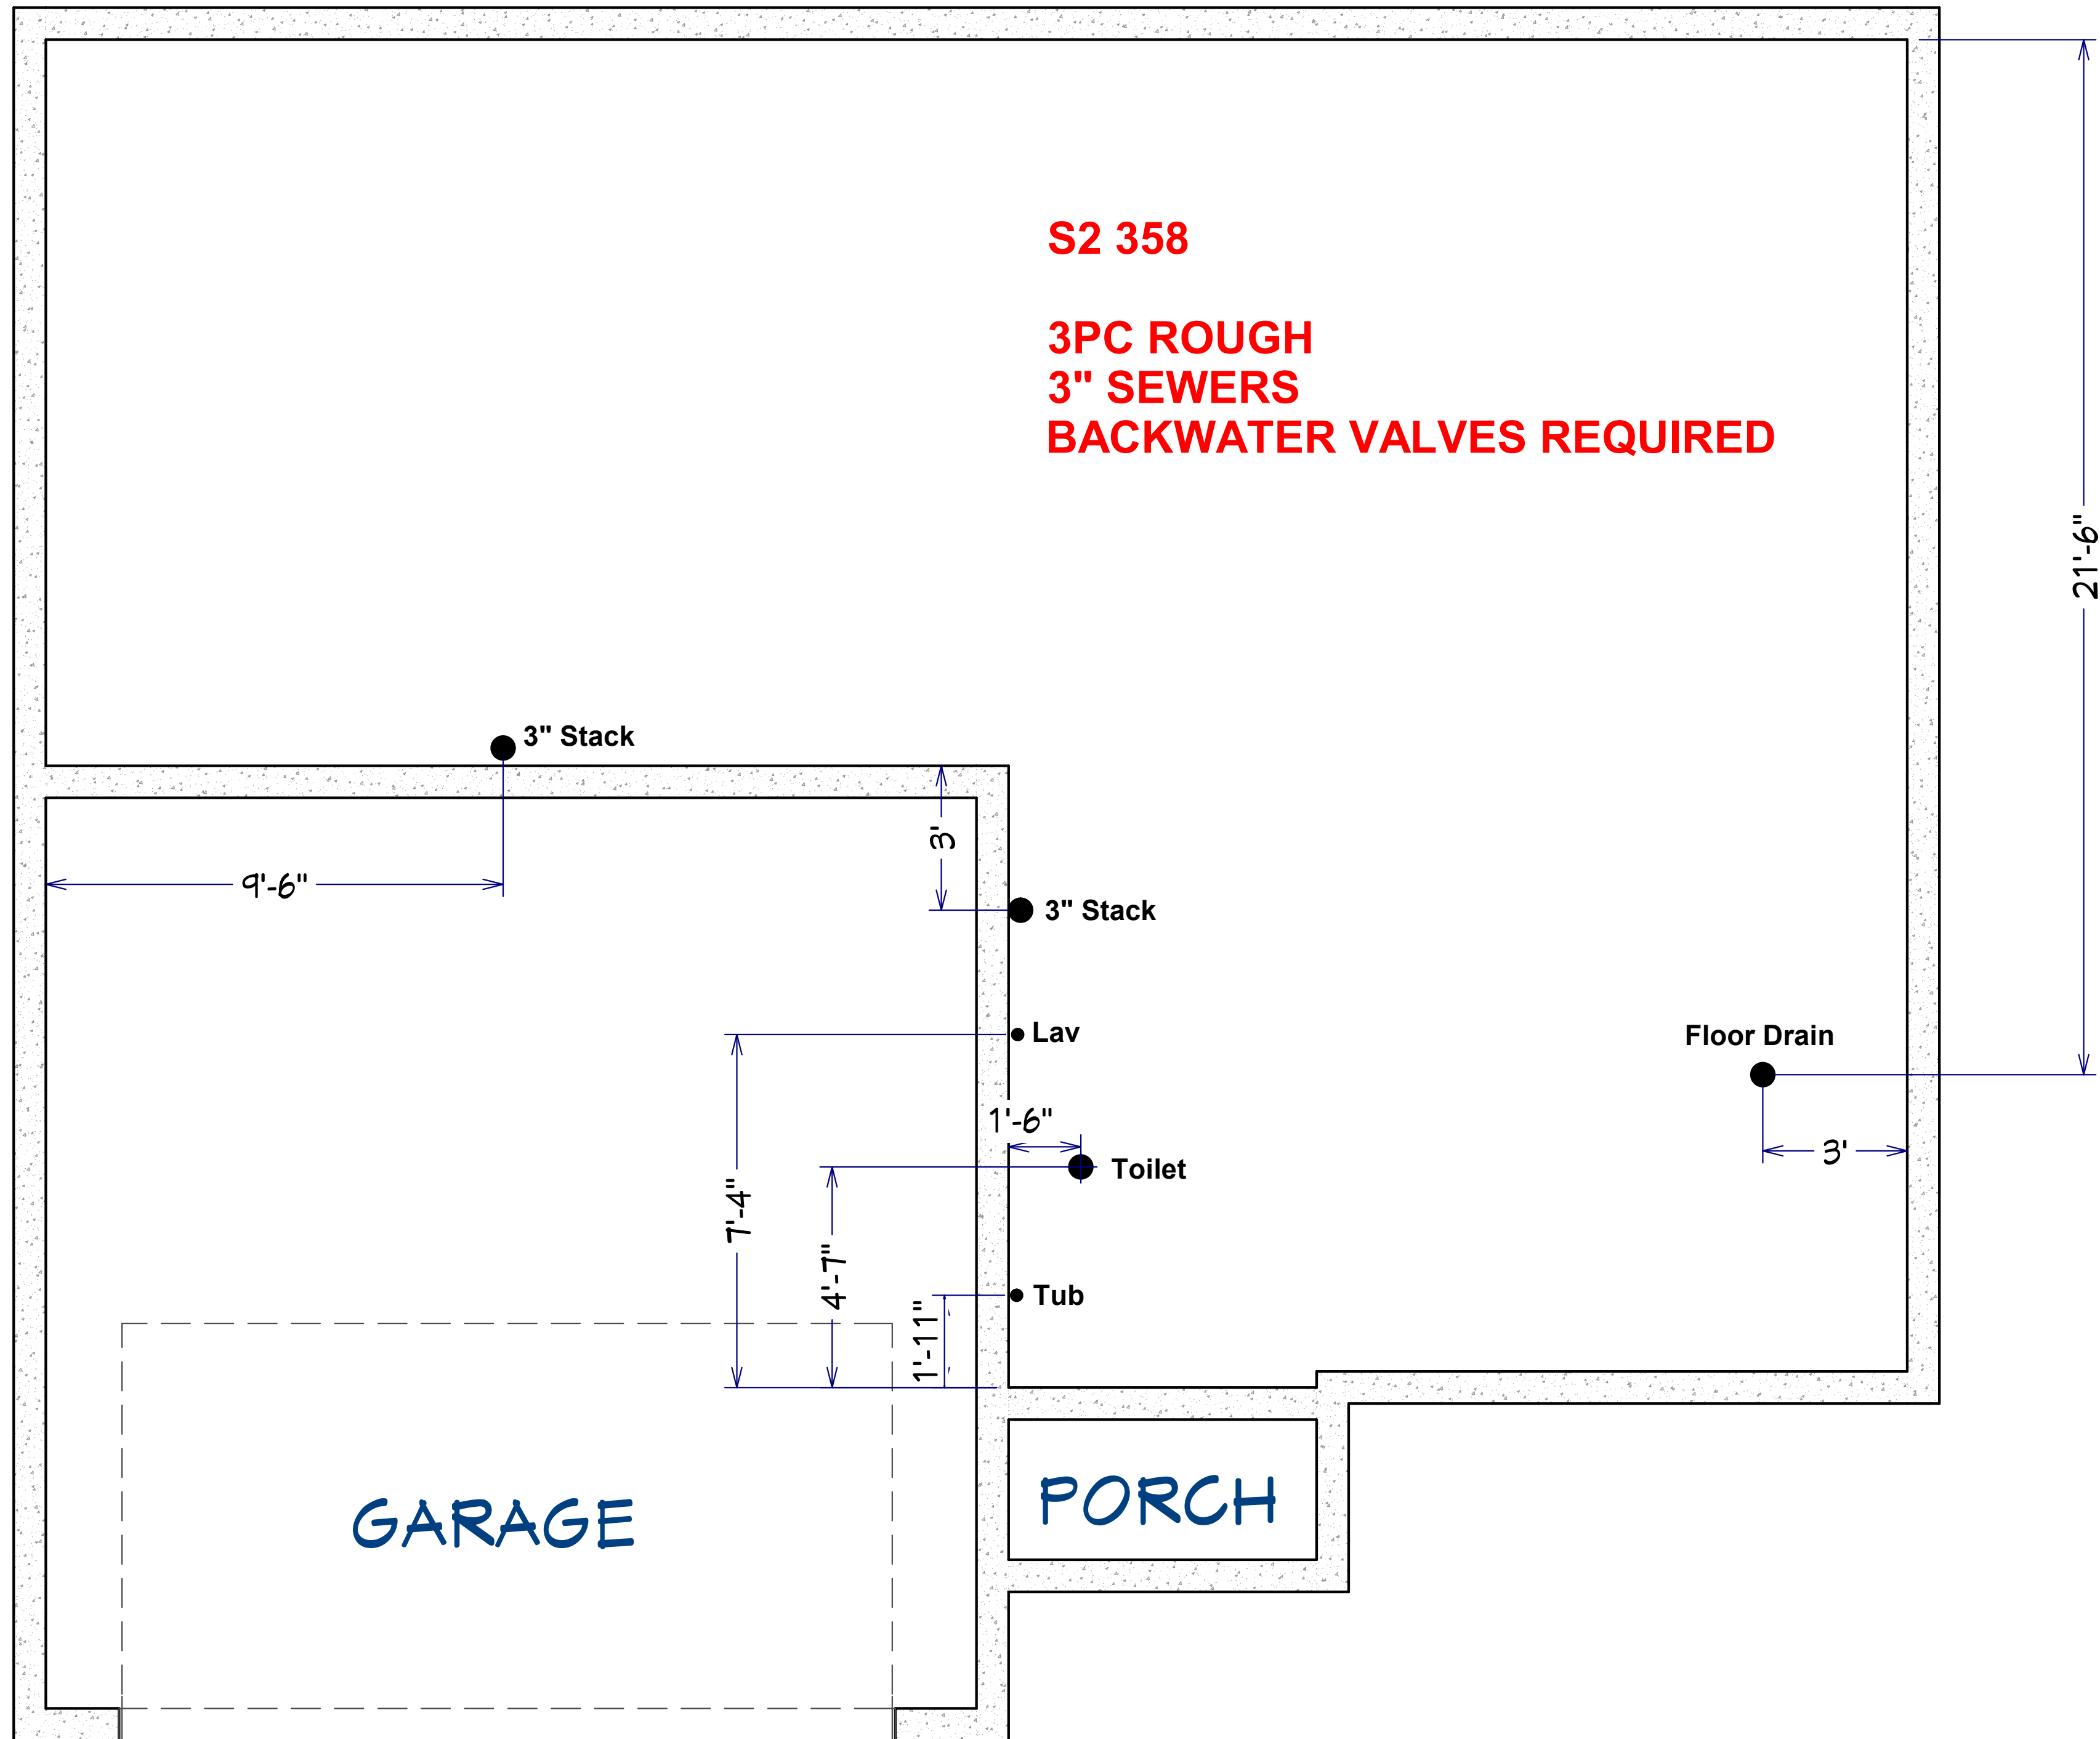 S2 358
3PC ROUGH
3" SEWERS
BACKWATER VALVES REQUIRED
21'-6"
3" Stack
3'
9'-6"
3" Stack
Lav
Floor Drain
1'-6"
3'
Toilet
7'-4"
4'-7"
Tub
1'-11"
GARAGE
PORCH